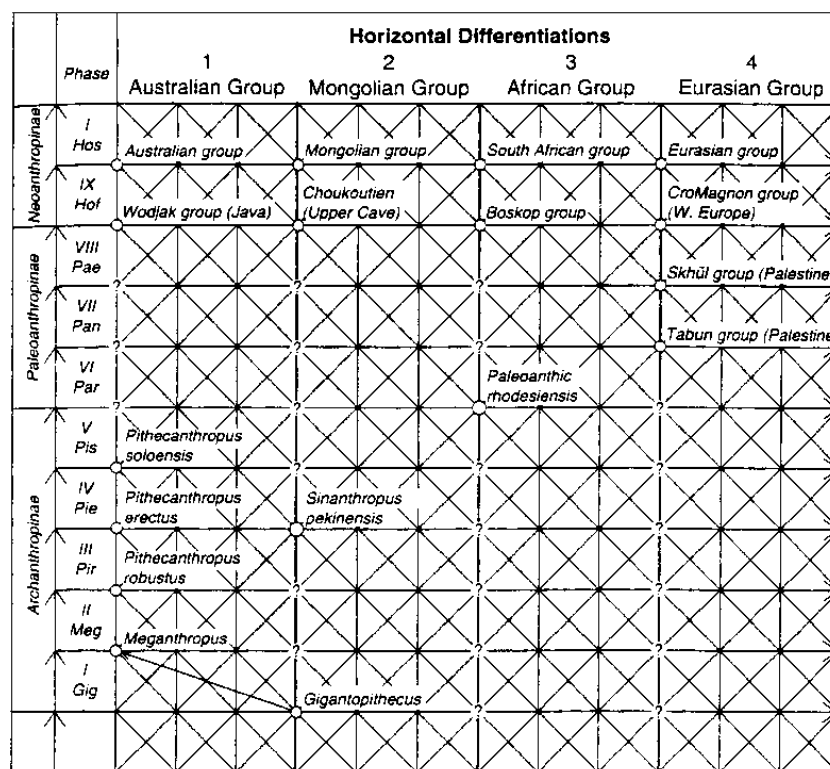 Horizontal Differentiations
Phase
1
Australian Group
2
Mongolian Group
3
African Group
4
Eurasian Group
Neoanthropinae
I
Hos
Australian group
Mongolian group
South African group
Eurasian group
IX
Hof
Wodjak group (Java)
Choukoutien
(Upper Cave)
Boskop group
CroMagnon group
(W. Europe)
Paleoanthropinae
VIII
Pae
? ? ?
Skhūl group (Palestine
VII
Pan
? ? ?
Tabun group (Palestine
VI
Par
Paleoanthic
rhodesiensis
? ? ?
Archanthropinae
V
Pis
Pithecanthropus
soloensis
? ? ?
IV
Pie
Pithecanthropus
erectus
Sinanthropus
pekinensis
? ?
III
Pir
Pithecanthropus
robustus
? ? ?
II
Meg
Meganthropus
? ? ?
I
Gig
Gigantopithecus
? ?